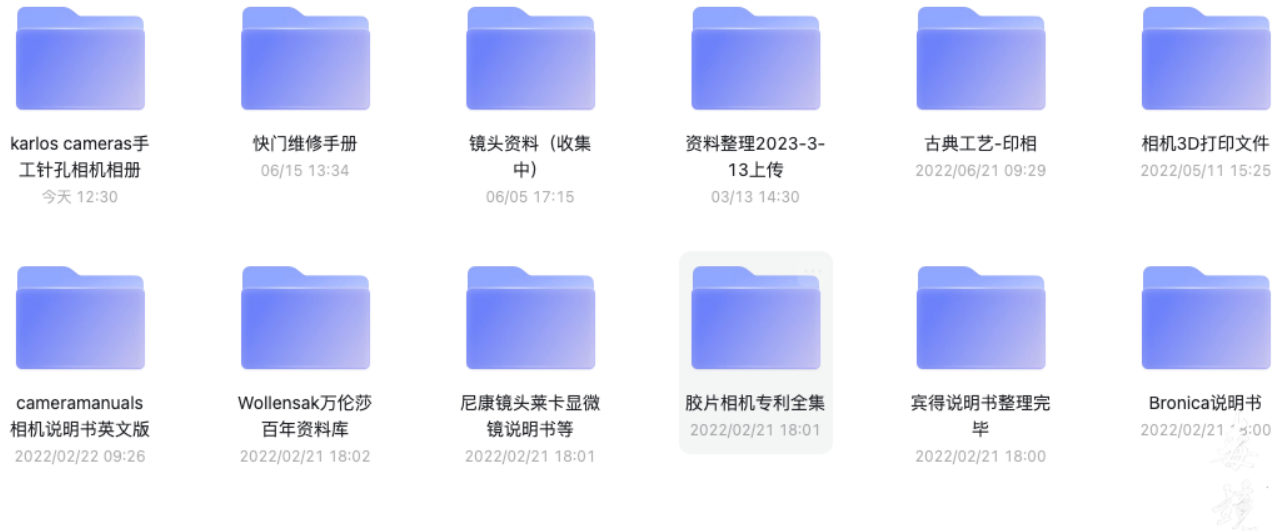 karlos cameras手
工针孔相机相册
今天 12:30
快门维修手册
06/15 13:34
镜头资料（收集
中）
06/05 17:15
资料整理2023-3-
13上传
03/13 14:30
古典工艺-印相
2022/06/21 09:29
相机3D打印文件
2022/05/11 15:25
cameramanuals
相机说明书英文版
2022/02/22 09:26
Wollensak万伦莎
百年资料库
2022/02/21 18:02
尼康镜头莱卡显微
镜说明书等
2022/02/21 18:01
胶片相机专利全集
2022/02/21 18:01
宾得说明书整理完
毕
2022/02/21 18:00
Bronica说明书
2022/02/21 18:00